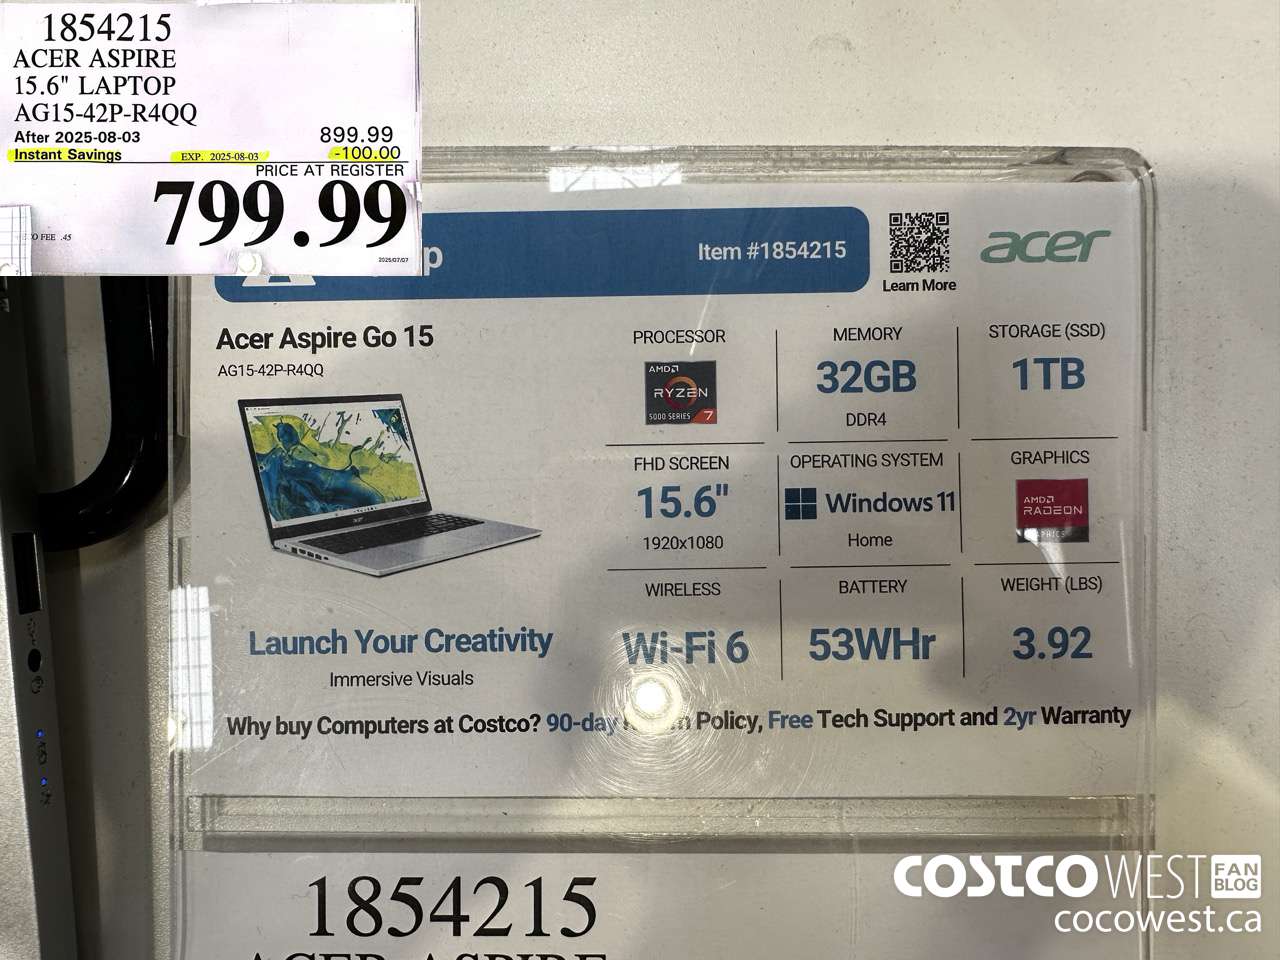 1854215
ACER ASPIRE
15.6" LAPTOP
AG15-42P-R4QQ
After 2025-08-03 899.99
Instant Savings EXP. 2025-08-03 -100.00
PRICE AT REGISTER
799.99
FEE .45
2025/07/07
Item #1854215
Learn More
acer
Acer Aspire Go 15
AG15-42P-R4QQ
PROCESSOR
AMD
RYZEN
5000 SERIES 7
MEMORY
32GB
DDR4
STORAGE (SSD)
1TB
FHD SCREEN
15.6"
1920x1080
OPERATING SYSTEM
Windows 11
Home
GRAPHICS
AMD
RADEON
WIRELESS
Wi-Fi 6
BATTERY
53WHr
WEIGHT (LBS)
3.92
Launch Your Creativity
Immersive Visuals
Why buy Computers at Costco? 90-day Policy, Free Tech Support and 2yr Warranty
1854215
ACER ASPIRE
COSTCO WEST FAN BLOG
cocowest.ca